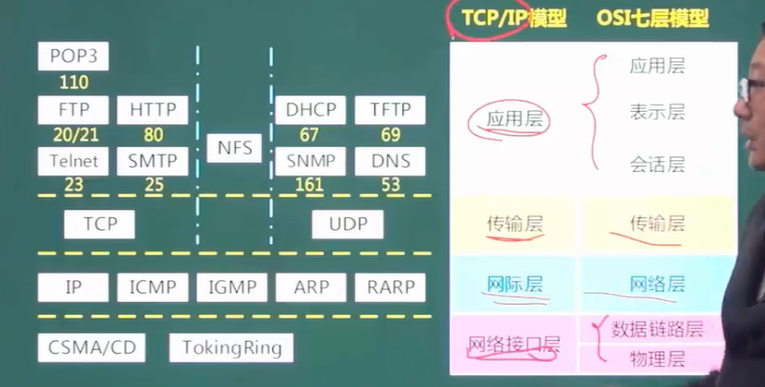 TCP/IP模型 OSI七层模型
POP3
110
FTP HTTP DHCP TFTP
20/21 80 67 69
NFS
Telnet SMTP SNMP DNS
23 25 161 53
TCP UDP
IP ICMP IGMP ARP RARP
CSMA/CD TokingRing
应用层
应用层
表示层
会话层
传输层 传输层
网际层 网络层
网络接口层
数据链路层
物理层